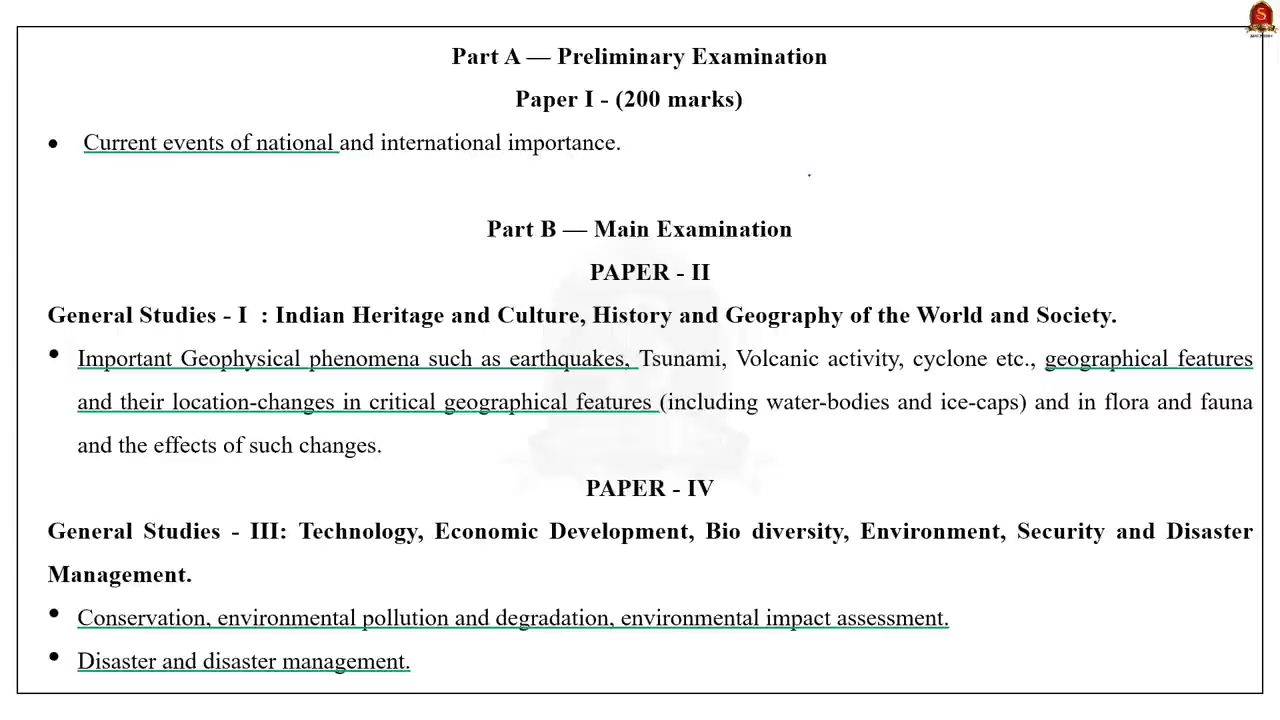 Part A — Preliminary Examination
Paper I - (200 marks)
• Current events of national and international importance.
Part B — Main Examination
PAPER - II
General Studies - I : Indian Heritage and Culture, History and Geography of the World and Society.
• Important Geophysical phenomena such as earthquakes, Tsunami, Volcanic activity, cyclone etc., geographical features
and their location-changes in critical geographical features (including water-bodies and ice-caps) and in flora and fauna
and the effects of such changes.
PAPER - IV
General Studies - III: Technology, Economic Development, Bio diversity, Environment, Security and Disaster
Management.
• Conservation, environmental pollution and degradation, environmental impact assessment.
• Disaster and disaster management.